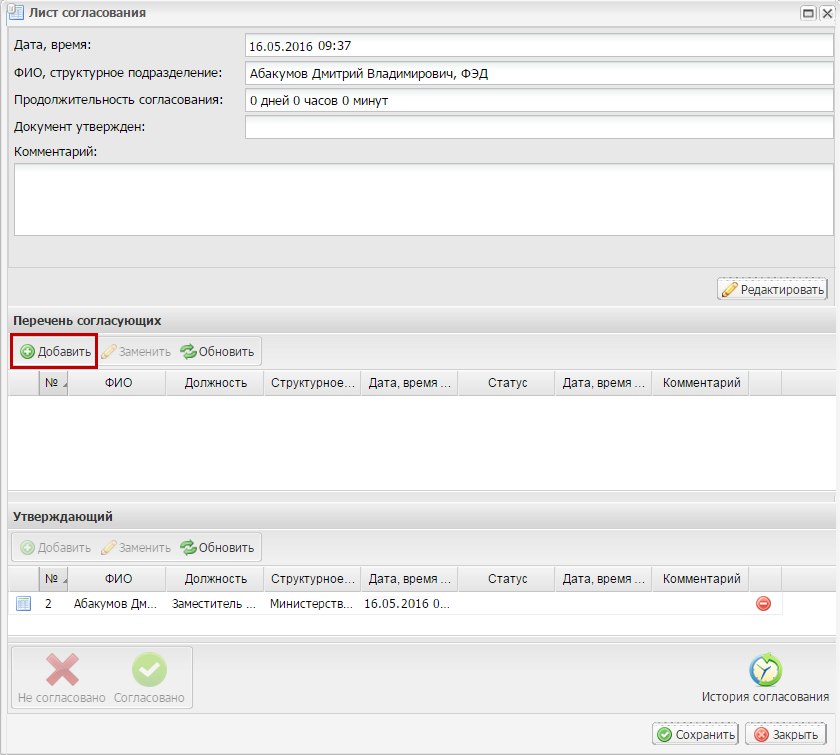 Лист согласования
Дата, время: 16.05.2016 09:37
ФИО, структурное подразделение: Абакумов Дмитрий Владимирович, ФЭД
Продолжительность согласования: 0 дней 0 часов 0 минут
Документ утвержден:
Комментарий:
Редактировать
Перечень согласующих
Добавить Заменить Обновить
№ ФИО Должность Структурное... Дата, время ... Статус Дата, время ... Комментарий
Утверждающий
Добавить Заменить Обновить
№ ФИО Должность Структурное... Дата, время ... Статус Дата, время ... Комментарий
2 Абакумов Дм... Заместитель ... Министерств... 16.05.2016 0...
Не согласовано Согласовано История согласования
Сохранить Закрыть